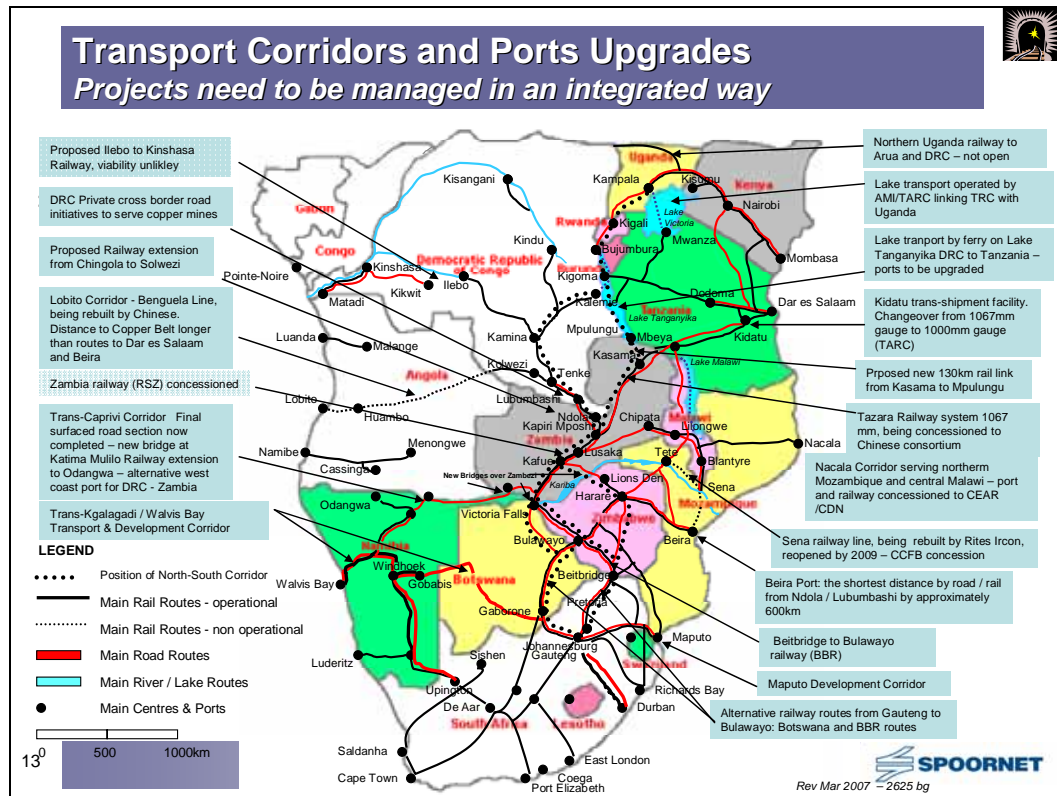 Transport Corridors and Ports Upgrades
Projects need to be managed in an integrated way
Proposed Ilebo to Kinshasa
Railway, viability unlikley
DRC Private cross border road
initiatives to serve copper mines
Proposed Railway extension
from Chingola to Solwezi
Lobito Corridor - Benguela Line,
being rebuilt by Chinese.
Distance to Copper Belt longer
than routes to Dar es Salaam
and Beira
Zambia railway (RSZ) concessioned
Trans-Caprivi Corridor Final
surfaced road section now
completed – new bridge at
Katima Mulilo Railway extension
to Odangwa – alternative west
coast port for DRC - Zambia
Trans-Kgalagadi / Walvis Bay
Transport & Development Corridor
LEGEND
Position of North-South Corridor
Main Rail Routes - operational
Main Rail Routes - non operational
Main Road Routes
Main River / Lake Routes
Main Centres & Ports
0 500 1000km
13
Uganda
Kampala
Kisumu
Kenya
Nairobi
Kisangani
Gabon
Rwanda
Kigali
Lake
Victoria
Mwanza
Congo
Kindu
Bujumbura
Burundi
Mombasa
Pointe-Noire
Kinshasa
Democratic Republic
of Congo
Kigoma
Matadi
Kikwit
Ilebo
Kalemie
Dodoma
Tanzania
Dar es Salaam
Lake Tanganyika
Mpulungu
Mbeya
Kidatu
Luanda
Malange
Kamina
Kasama
Lake Malawi
Kolwezi
Tenke
Angola
Lubumbashi
Lobito
Huambo
Ndola
Chipata
Malawi
Kapiri Mposhi
Lilongwe
Zambia
Lusaka
Nacala
Namibe
Menongwe
Cassinga
Kafue
Tete
Blantyre
New Bridges over Zambezi
Kariba
Lions Den
Sena
Odangwa
Harare
Mozambique
Victoria Falls
Zimbabwe
Bulawayo
Beira
Namibia
Windhoek
Walvis Bay
Gobabis
Botswana
Beitbridge
Gaborone
Pretoria
Johannesburg
Gauteng
Maputo
Swaziland
Luderitz
Sishen
Upington
Richards Bay
De Aar
Durban
South Africa
Lesotho
Saldanha
East London
Coega
Cape Town
Port Elizabeth
Northern Uganda railway to
Arua and DRC – not open
Lake transport operated by
AMI/TARC linking TRC with
Uganda
Lake tranport by ferry on Lake
Tanganyika DRC to Tanzania –
ports to be upgraded
Kidatu trans-shipment facility.
Changeover from 1067mm
gauge to 1000mm gauge
(TARC)
Prposed new 130km rail link
from Kasama to Mpulungu
Tazara Railway system 1067
mm, being concessioned to
Chinese consortium
Nacala Corridor serving northerm
Mozambique and central Malawi – port
and railway concessioned to CEAR
/CDN
Sena railway line, being rebuilt by Rites Ircon,
reopened by 2009 – CCFB concession
Beira Port: the shortest distance by road / rail
from Ndola / Lubumbashi by approximately
600km
Beitbridge to Bulawayo
railway (BBR)
Maputo Development Corridor
Alternative railway routes from Gauteng to
Bulawayo: Botswana and BBR routes
SPOORNET
Rev Mar 2007 – 2625 bg